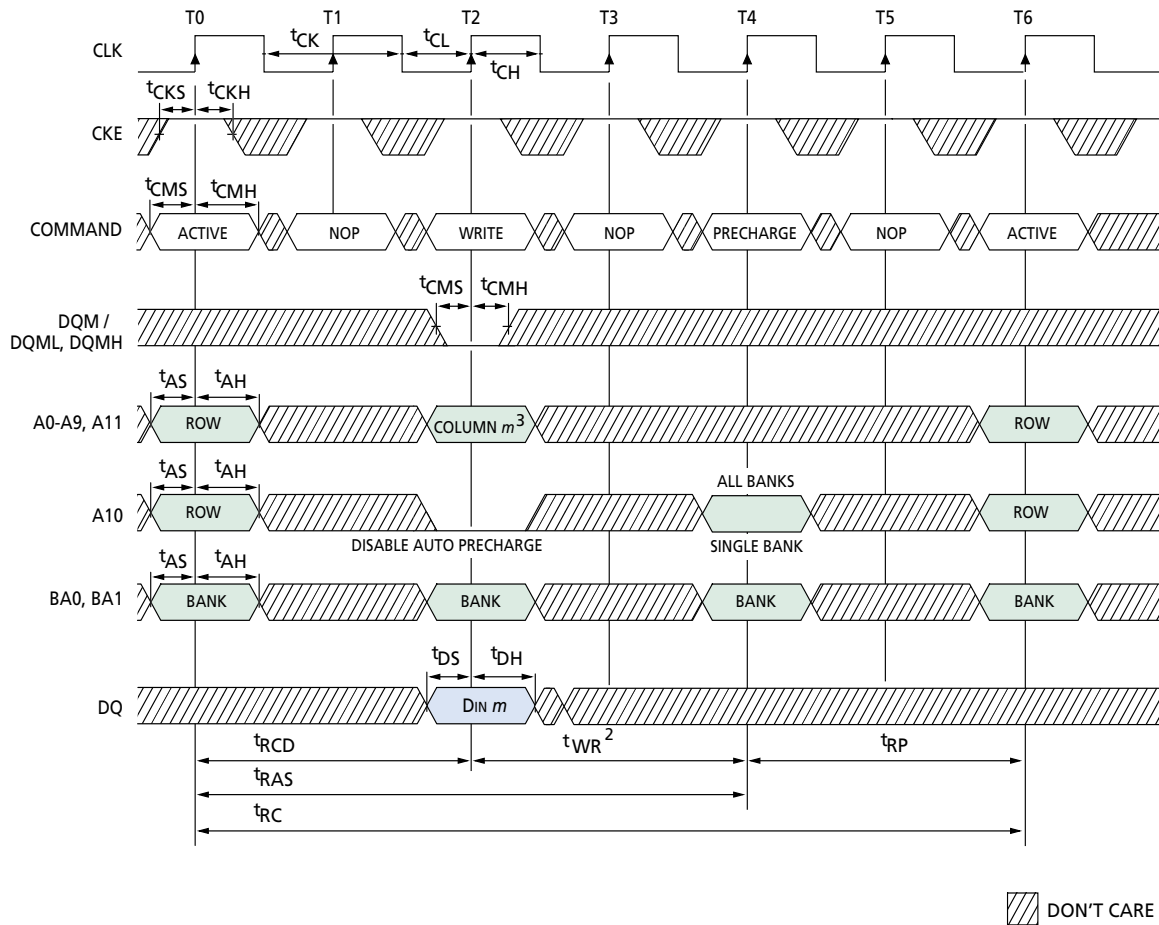 T0 T1 T2 T3 T4 T5 T6
CLK
tCK tCL
tCH
tCKS tCKH
CKE
tCMS tCMH
COMMAND ACTIVE NOP WRITE NOP PRECHARGE NOP ACTIVE
tCMS tCMH
DQM /
DQML, DQMH
tAS tAH
A0-A9, A11 ROW COLUMN m3 ROW
tAS tAH ALL BANKS
A10 ROW ROW
DISABLE AUTO PRECHARGE SINGLE BANK
tAS tAH
BA0, BA1 BANK BANK BANK BANK
tDS tDH
DQ DIN m
tRCD tWR2 tRP
tRAS
tRC
DON'T CARE